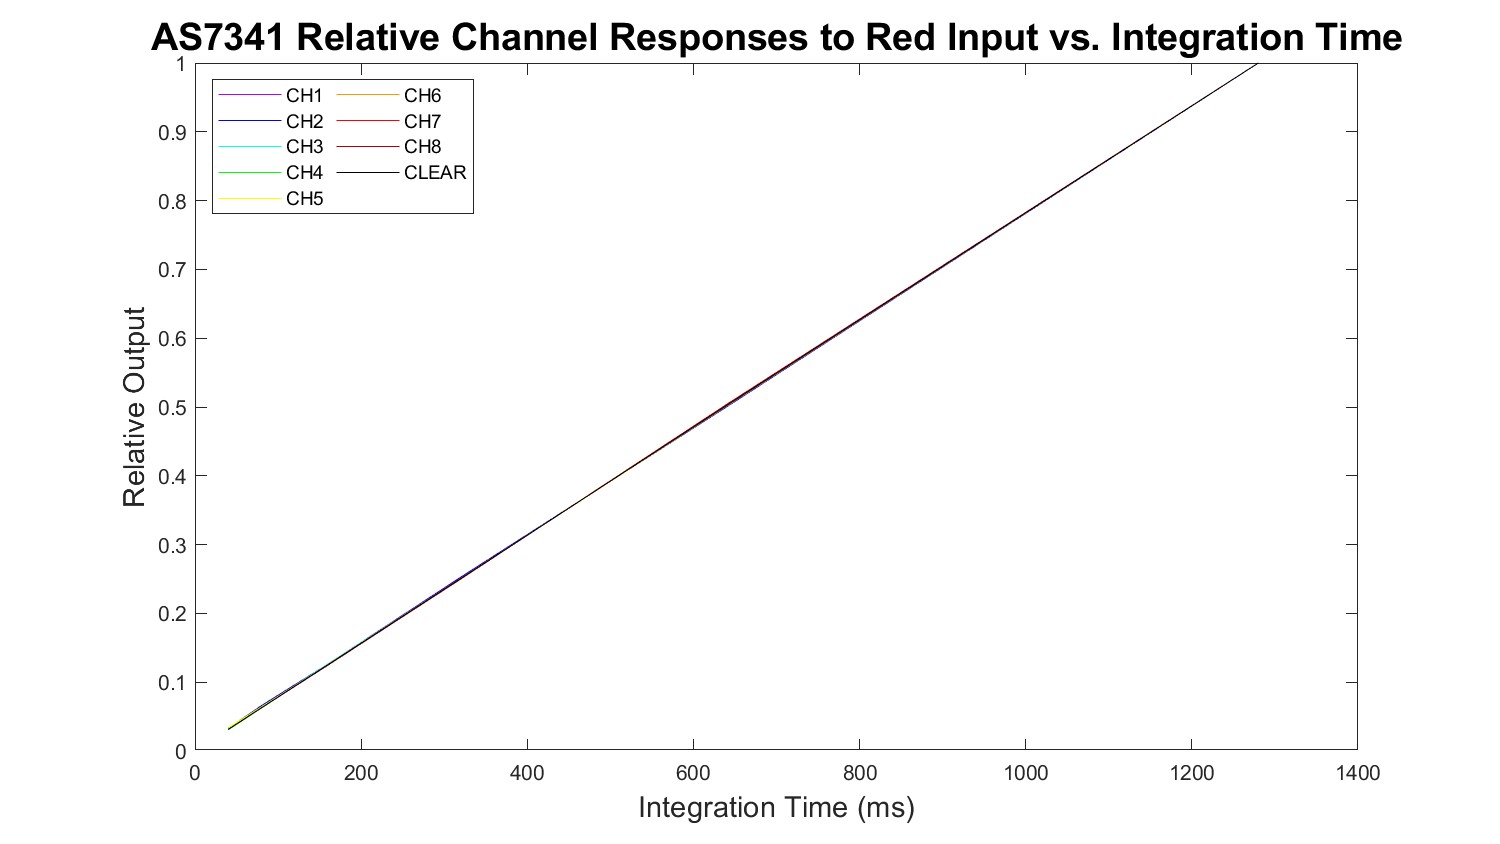 AS7341 Relative Channel Responses to Red Input vs. Integration Time
1
0.9
0.8
0.7
0.6
0.5
0.4
0.3
0.2
0.1
0
CH1 CH6
CH2 CH7
CH3 CH8
CH4 CLEAR
CH5
Relative Output
0 200 400 600 800 1000 1200 1400
Integration Time (ms)